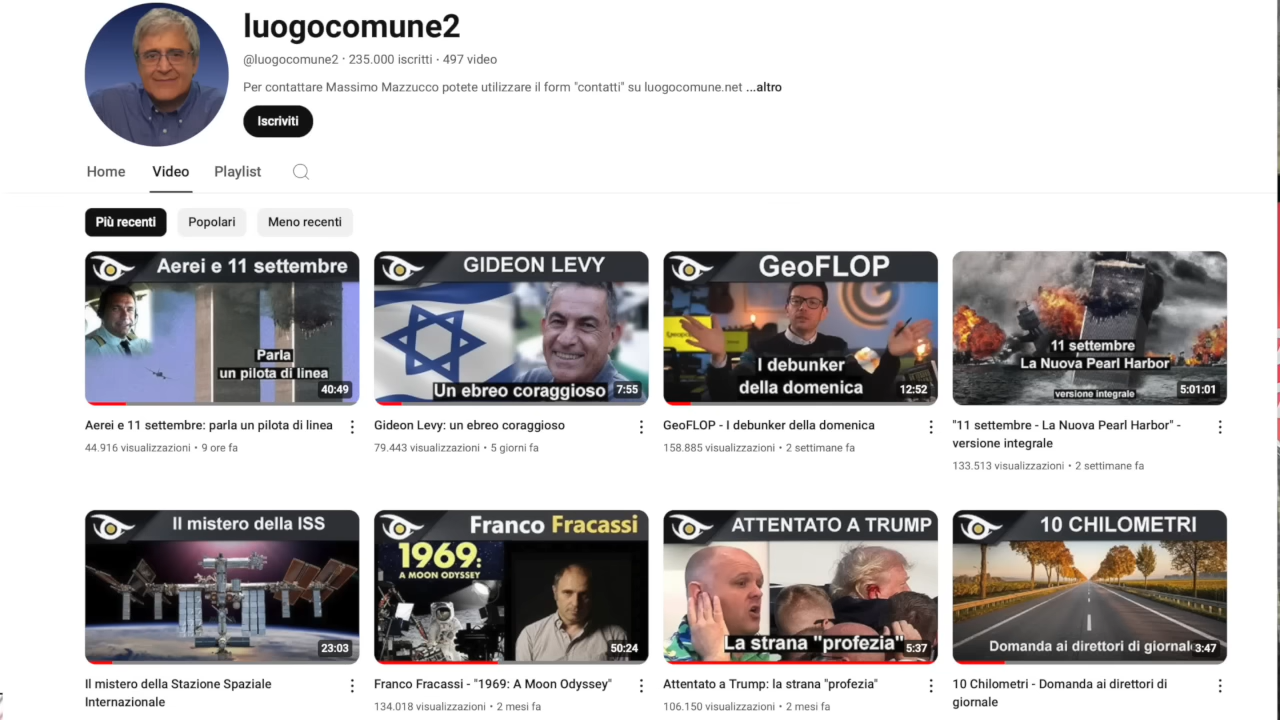 luogocomune2
@luogocomune2 · 235.000 iscritti · 497 video
Per contattare Massimo Mazzucco potete utilizzare il form "contatti" su luogocomune.net ...altro
Iscriviti
Home Video Playlist
Più recenti Popolari Meno recenti
Aerei e 11 settembre
Parla
un pilota di linea
40:49
GIDEON LEVY
Un ebreo coraggioso
7:55
GeoFLOP
I debunker
della domenica
12:52
11 settembre
La Nuova Pearl Harbor
versione integrale
5:01:01
Aerei e 11 settembre: parla un pilota di linea
44.916 visualizzazioni • 9 ore fa
Gideon Levy: un ebreo coraggioso
79.443 visualizzazioni • 5 giorni fa
GeoFLOP - I debunker della domenica
158.885 visualizzazioni • 2 settimane fa
"11 settembre - La Nuova Pearl Harbor" -
versione integrale
133.513 visualizzazioni • 2 settimane fa
Il mistero della ISS
23:03
Franco Fracassi
1969:
A MOON ODYSSEY
50:24
ATTENTATO A TRUMP
La strana "profezia"
5:37
10 CHILOMETRI
Domanda ai direttori di giornal
3:47
Il mistero della Stazione Spaziale
Internazionale
Franco Fracassi - "1969: A Moon Odyssey"
134.018 visualizzazioni • 2 mesi fa
Attentato a Trump: la strana "profezia"
106.150 visualizzazioni • 2 mesi fa
10 Chilometri - Domanda ai direttori di
giornale